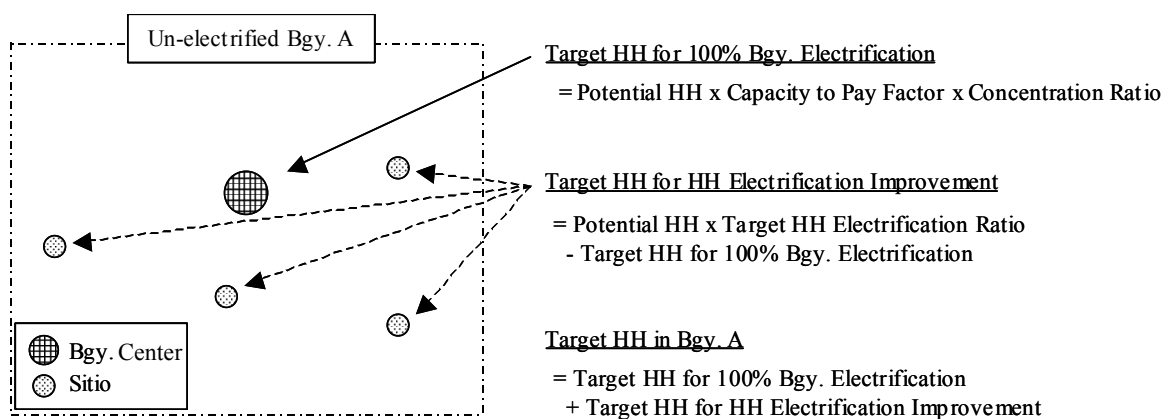 Un-electrified Bgy. A
Target HH for 100% Bgy. Electrification
= Potential HH x Capacity to Pay Factor x Concentration Ratio
Target HH for HH Electrification Improvement
= Potential HH x Target HH Electrification Ratio
- Target HH for 100% Bgy. Electrification
Bgy. Center
Sitio
Target HH in Bgy. A
= Target HH for 100% Bgy. Electrification
+ Target HH for HH Electrification Improvement